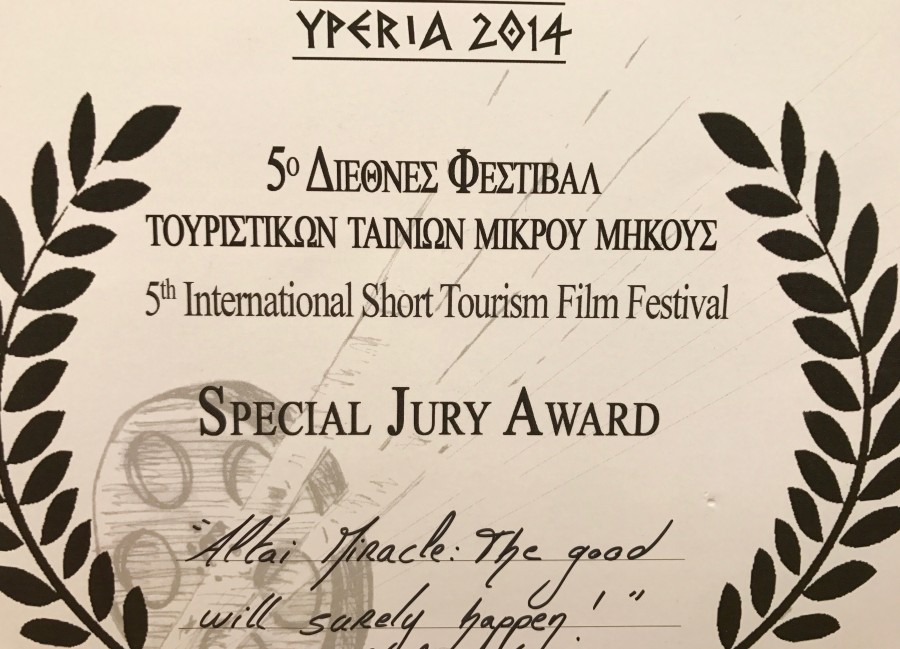 YPERIA 2014
5ο ΔΙΕΘΝΕΣ ΦΕΣΤΙΒΑΛ
ΤΟΥΡΙΣΤΙΚΩΝ ΤΑΙΝΙΩΝ ΜΙΚΡΟΥ ΜΗΚΟΥΣ
5th International Short Tourism Film Festival
SPECIAL JURY AWARD
"Altai Miracle: The good
will surely happen!"